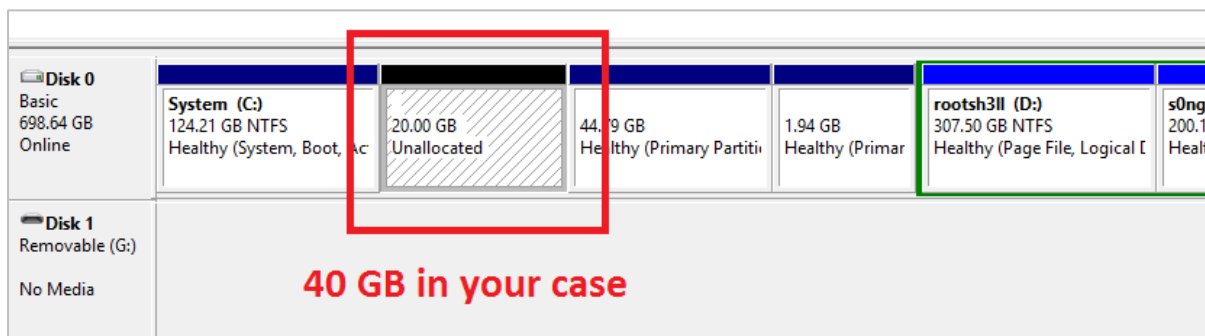 Disk 0
Basic
698.64 GB
Online
System (C:)
124.21 GB NTFS
Healthy (System, Boot, Ac
20.00 GB
Unallocated
44.79 GB
Healthy (Primary Partiti
1.94 GB
Healthy (Primar
rootsh3ll (D:)
307.50 GB NTFS
Healthy (Page File, Logical D
s0ng
200.1
Healt
Disk 1
Removable (G:)
No Media
40 GB in your case